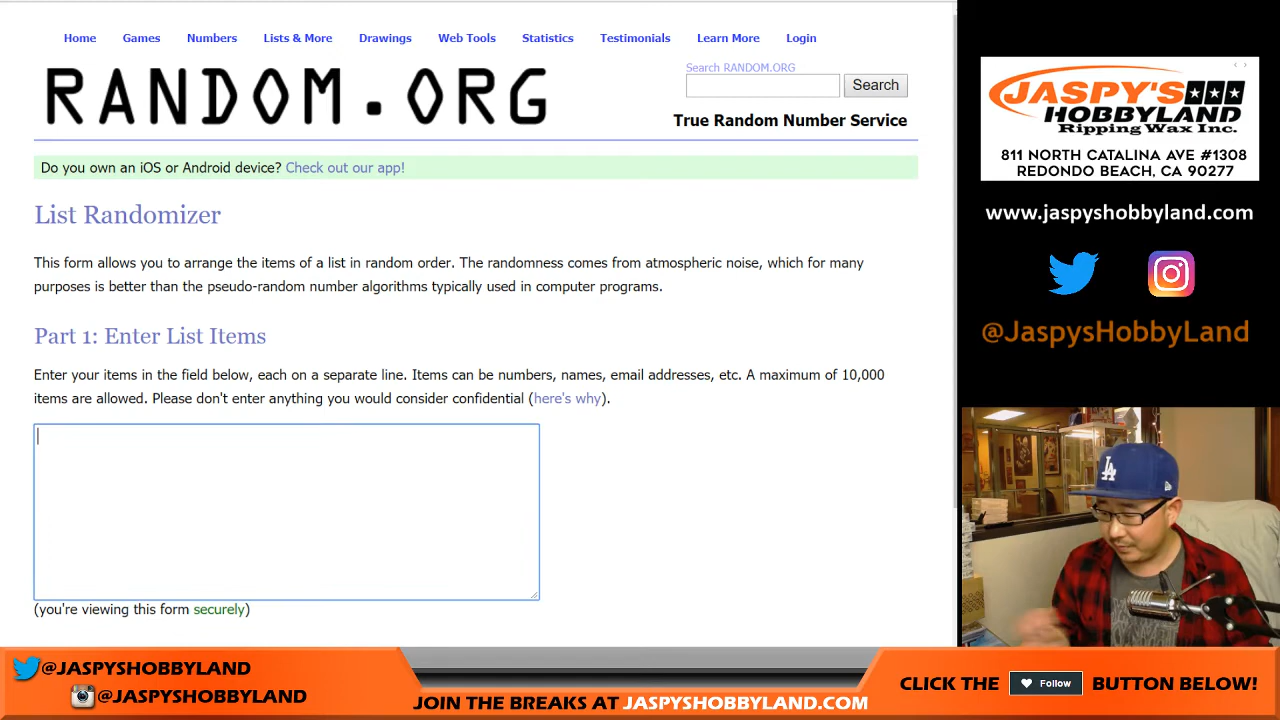 Home Games Numbers Lists & More Drawings Web Tools Statistics Testimonials Learn More Login
RANDOM.ORG
Search RANDOM.ORG
Search
True Random Number Service
Do you own an iOS or Android device? Check out our app!
List Randomizer
This form allows you to arrange the items of a list in random order. The randomness comes from atmospheric noise, which for many
purposes is better than the pseudo-random number algorithms typically used in computer programs.
Part 1: Enter List Items
Enter your items in the field below, each on a separate line. Items can be numbers, names, email addresses, etc. A maximum of 10,000
items are allowed. Please don't enter anything you would consider confidential (here's why).
(you're viewing this form securely)
JASPY'S
HOBBYLAND
Ripping Wax Inc.
811 NORTH CATALINA AVE #1308
REDONDO BEACH, CA 90277
www.jaspyshobbyland.com
@JaspysHobbyLand
LA
@JASPYSHOBBYLAND
@JASPYSHOBBYLAND
JOIN THE BREAKS AT JASPYSHOBBYLAND.COM
CLICK THE Follow BUTTON BELOW!